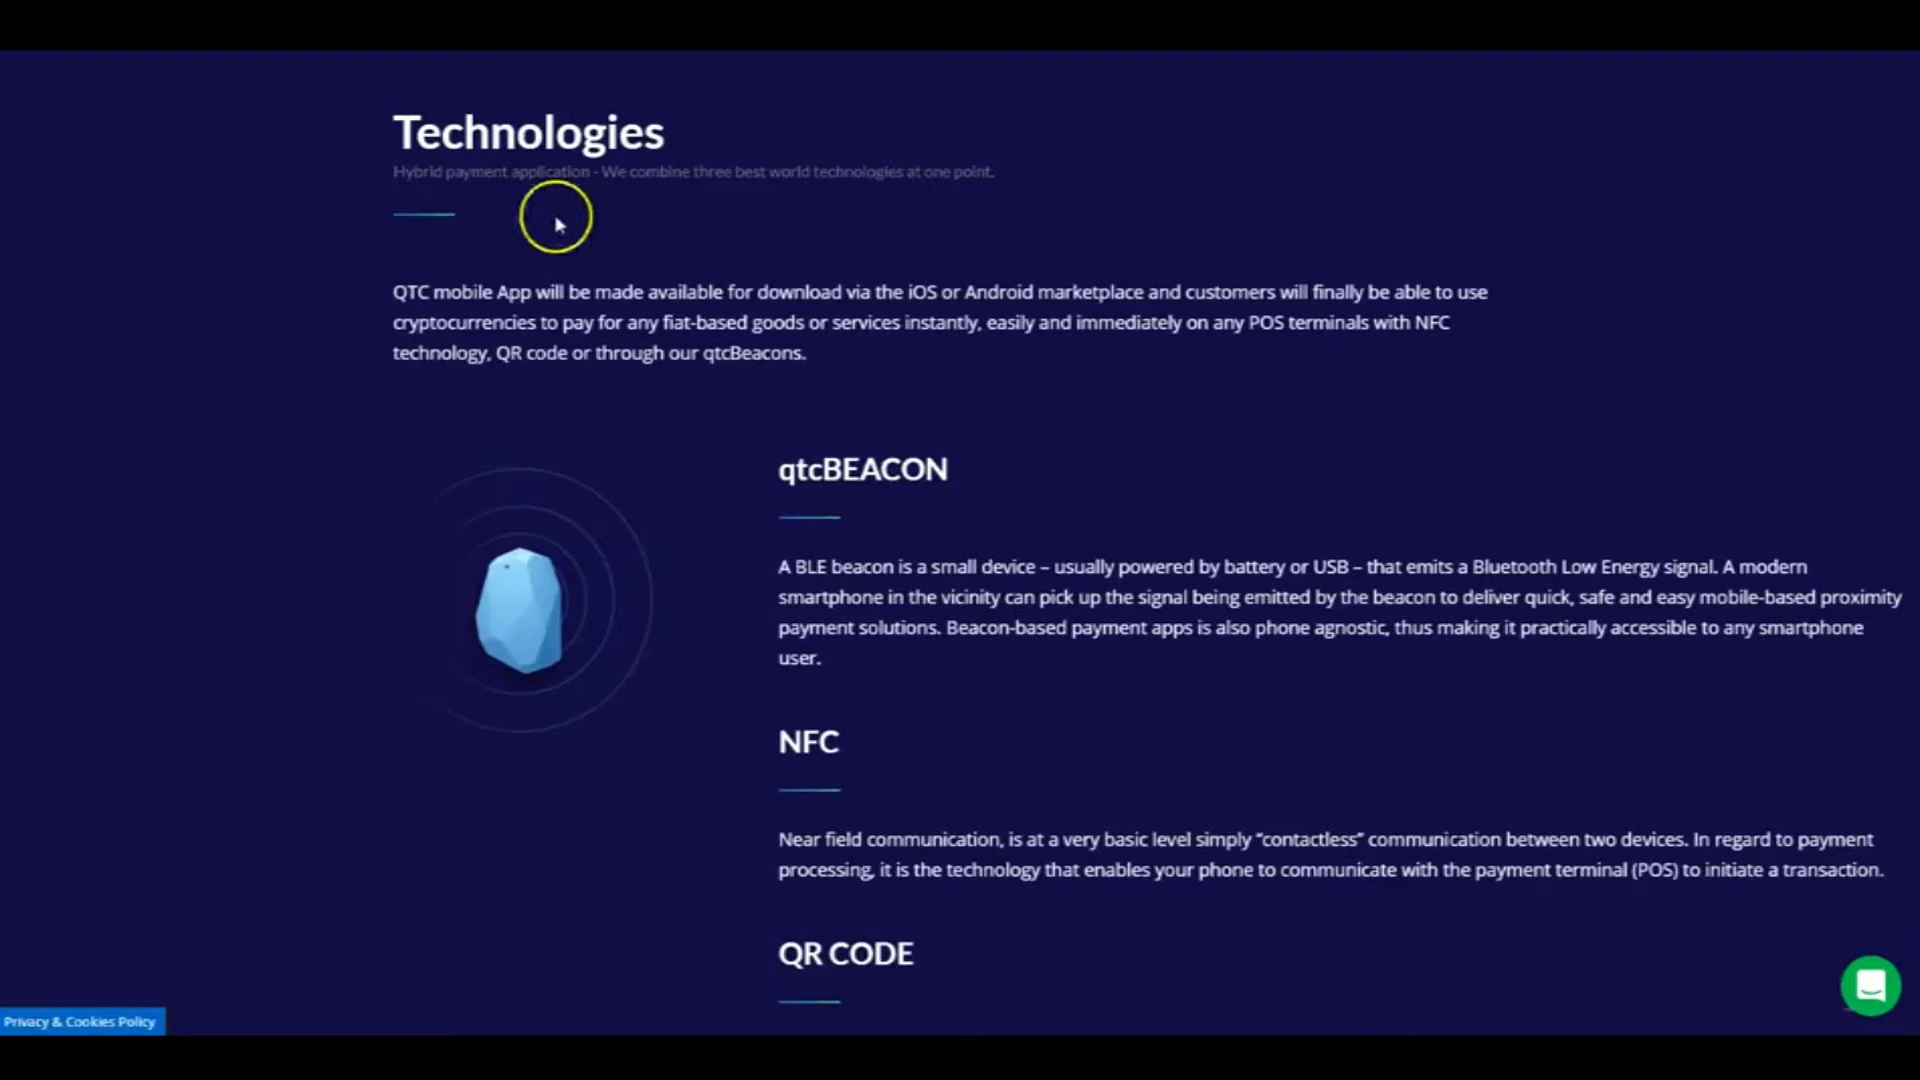 Technologies
Hybrid payment application - We combine three best world technologies at one point.
QTC mobile App will be made available for download via the iOS or Android marketplace and customers will finally be able to use
cryptocurrencies to pay for any fiat-based goods or services instantly, easily and immediately on any POS terminals with NFC
technology, QR code or through our qtcBeacons.
qtcBEACON
A BLE beacon is a small device – usually powered by battery or USB – that emits a Bluetooth Low Energy signal. A modern
smartphone in the vicinity can pick up the signal being emitted by the beacon to deliver quick, safe and easy mobile-based proximity
payment solutions. Beacon-based payment apps is also phone agnostic, thus making it practically accessible to any smartphone
user.
NFC
Near field communication, is at a very basic level simply “contactless” communication between two devices. In regard to payment
processing, it is the technology that enables your phone to communicate with the payment terminal (POS) to initiate a transaction.
QR CODE
Privacy & Cookies Policy